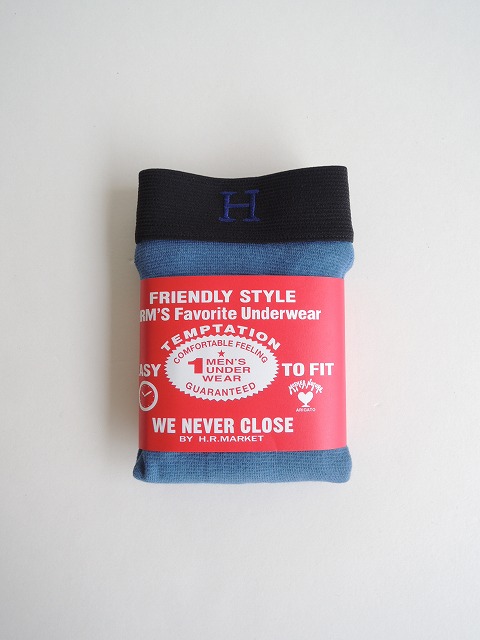 H
FRIENDLY STYLE
RM'S Favorite Underwear
TEMPTATION
COMFORTABLE FEELING
1 MEN'S
UNDER
WEAR
GUARANTEED
ASY
TO FIT
ARIGATO
WE NEVER CLOSE
BY H.R.MARKET